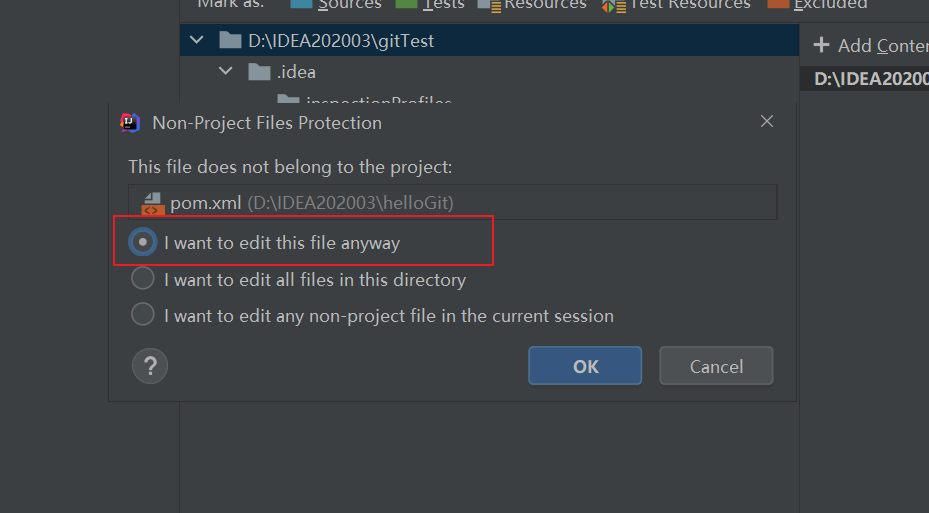 Mark as: Sources Tests Resources Test Resources Excluded
D:\IDEA202003\gitTest
+ Add Conter
.idea
D:\IDEA20200
inspectionProfiles
Non-Project Files Protection
This file does not belong to the project:
pom.xml (D:\IDEA202003\helloGit)
I want to edit this file anyway
I want to edit all files in this directory
I want to edit any non-project file in the current session
? OK Cancel